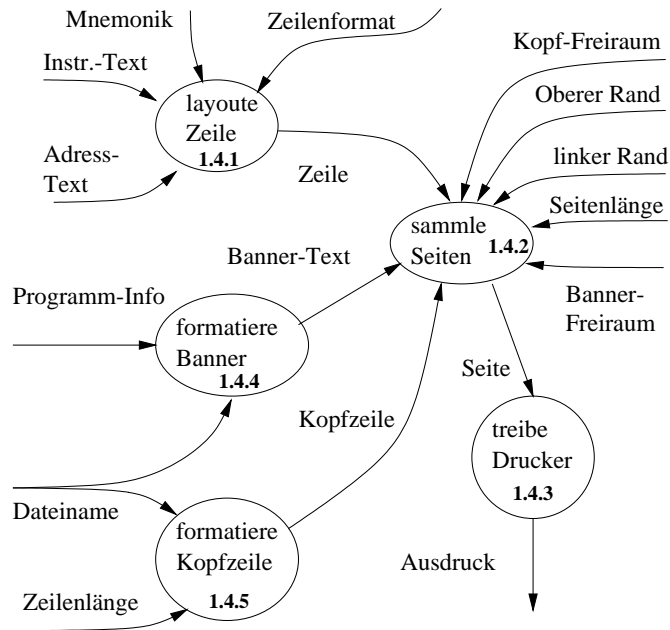 Mnemonik
Zeilenformat
Kopf-Freiraum
Instr.-Text
Oberer Rand
layoute
Zeile
1.4.1
Adress-
Text
Zeile
linker Rand
Seitenlänge
sammle
Seiten
1.4.2
Banner-Text
Banner-
Freiraum
Programm-Info
formatiere
Banner
1.4.4
Seite
Kopfzeile
treibe
Drucker
1.4.3
Dateiname
formatiere
Kopfzeile
1.4.5
Ausdruck
Zeilenlänge